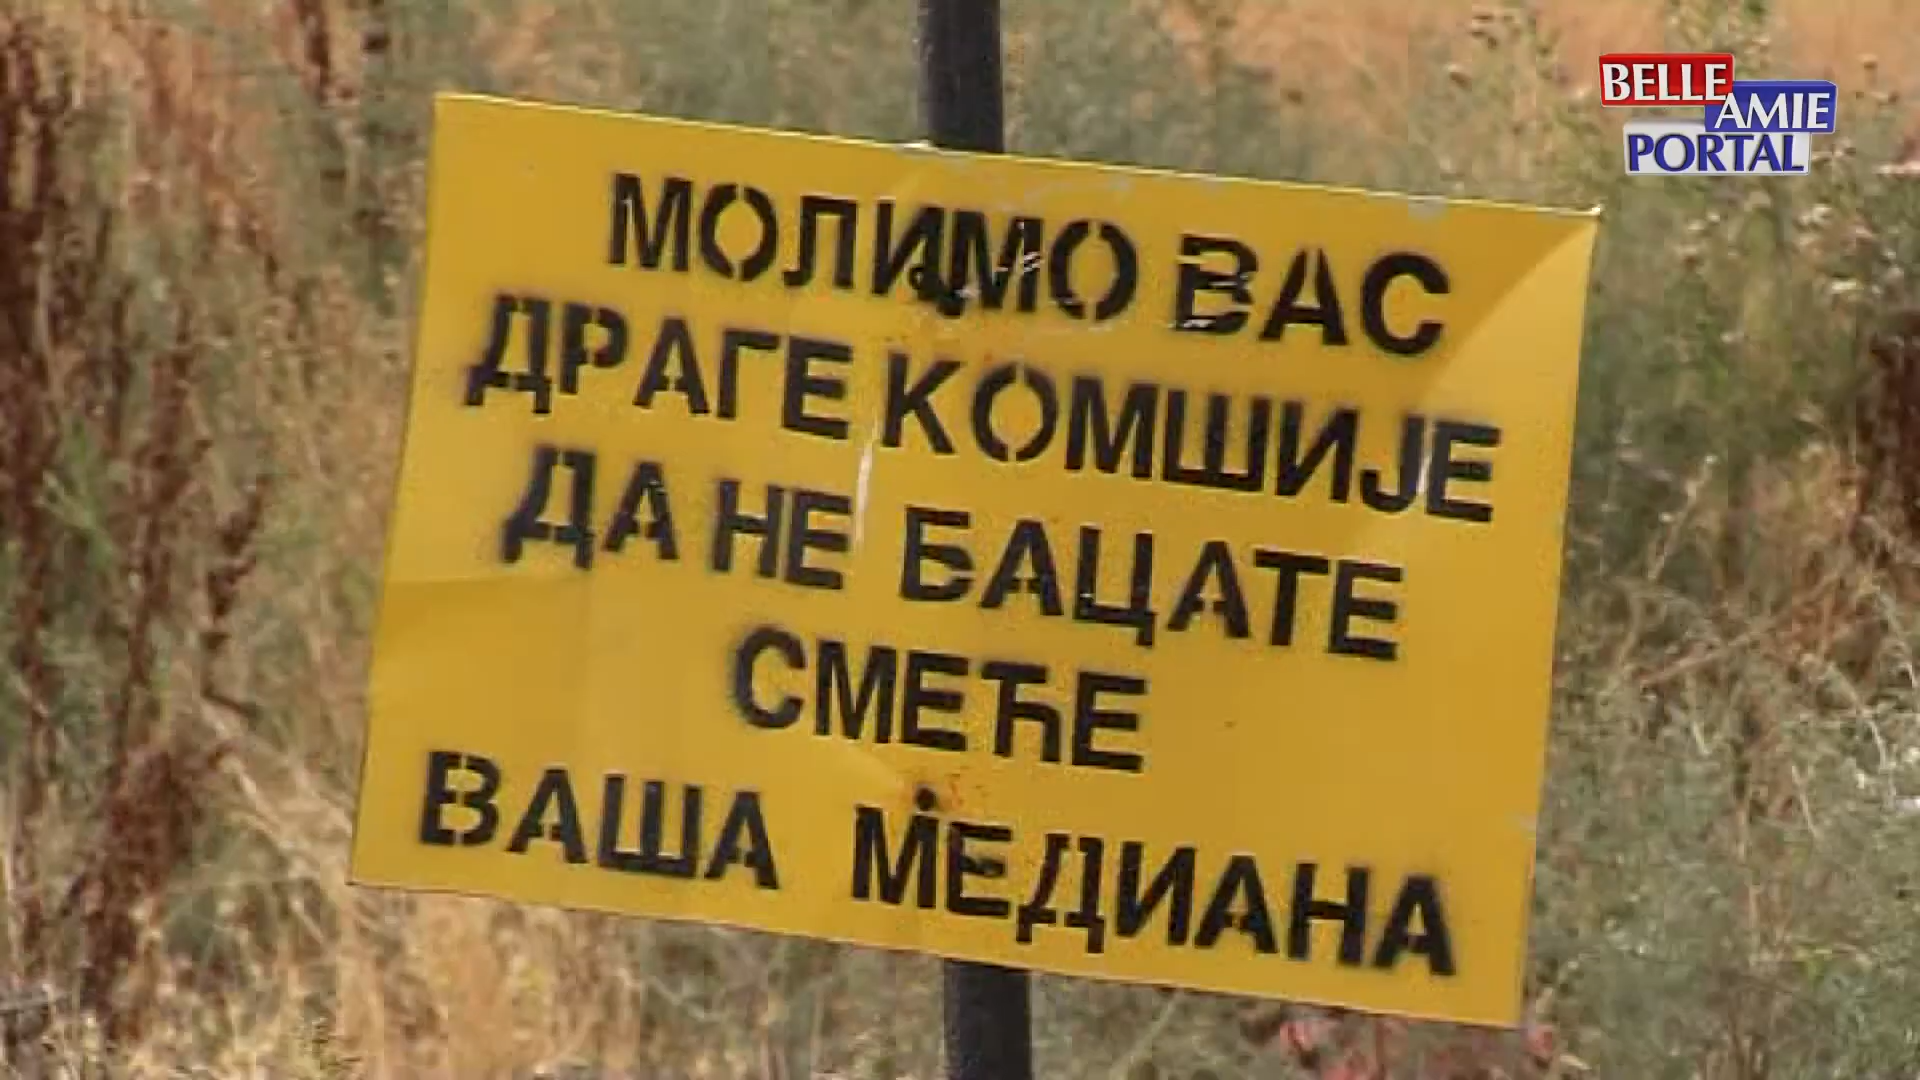 BELLE
AMIE
PORTAL
МОЛИМО ВАС
ДРАГЕ КОМШИЈЕ
ДА НЕ БАЦАТЕ
СМЕЋЕ
ВАША МЕДИАНА